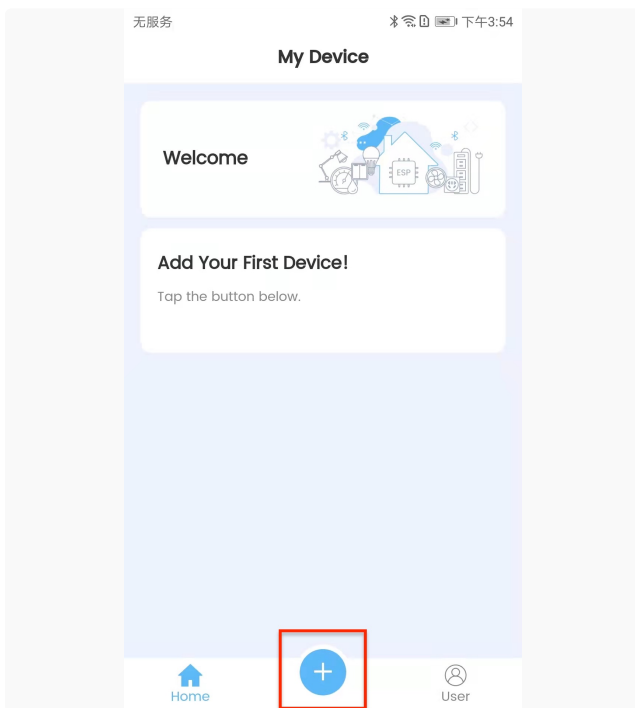 无服务 下午3:54
My Device
Welcome
ESP
Add Your First Device!
Tap the button below.
Home User